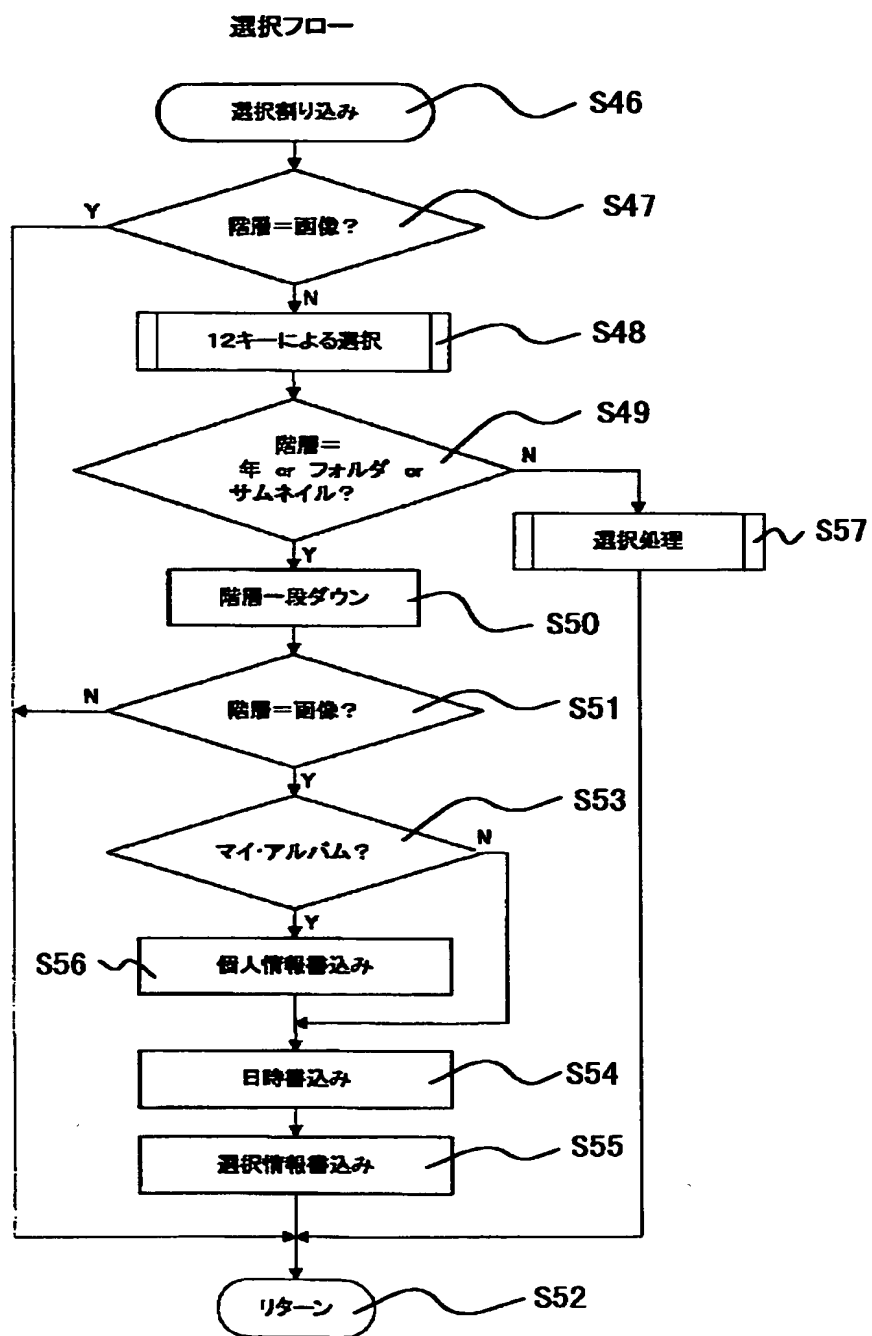 選択フロー
選択割り込み
S46
階層＝画像？
S47
Y
N
12キーによる選択
S48
階層＝
年 or フォルダ or
サムネイル？
S49
N
Y
選択処理
S57
階層一段ダウン
S50
階層＝画像？
S51
N
Y
マイ・アルバム？
S53
N
Y
個人情報書込み
S56
日時書込み
S54
選択情報書込み
S55
リターン
S52